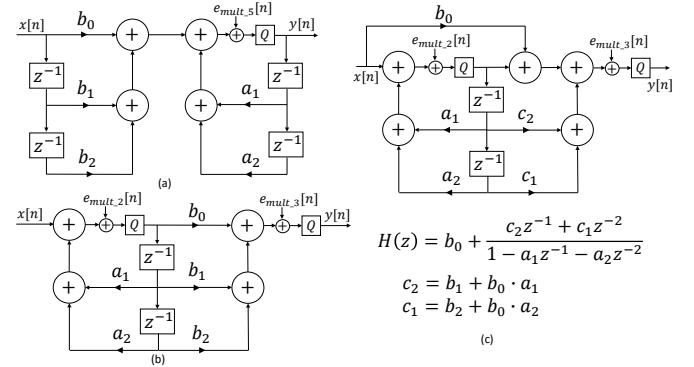 x[n] b₀ + + e_mult_5[n] Q y[n]
z⁻¹ z⁻¹
b₁ + + a₁
z⁻¹ z⁻¹
b₂ a₂
(a)
x[n] + e_mult_2[n] Q b₀ + e_mult_3[n] Q y[n]
z⁻¹
+ a₁ b₁ +
z⁻¹
a₂ b₂
(b)
b₀
x[n] + e_mult_2[n] Q + + e_mult_3[n] Q y[n]
z⁻¹
+ a₁ c₂ +
z⁻¹
a₂ c₁
H(z) = b₀ + (c₂z⁻¹ + c₁z⁻²) / (1 − a₁z⁻¹ − a₂z⁻²)
c₂ = b₁ + b₀ · a₁
c₁ = b₂ + b₀ · a₂
(c)